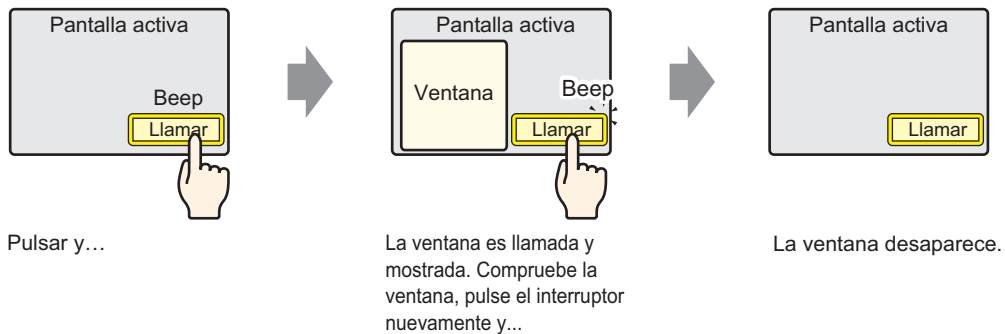 Pantalla activa
Beep
Llamar
Pulsar y…
Pantalla activa
Ventana
Beep
Llamar
La ventana es llamada y
mostrada. Compruebe la
ventana, pulse el interruptor
nuevamente y...
Pantalla activa
Llamar
La ventana desaparece.